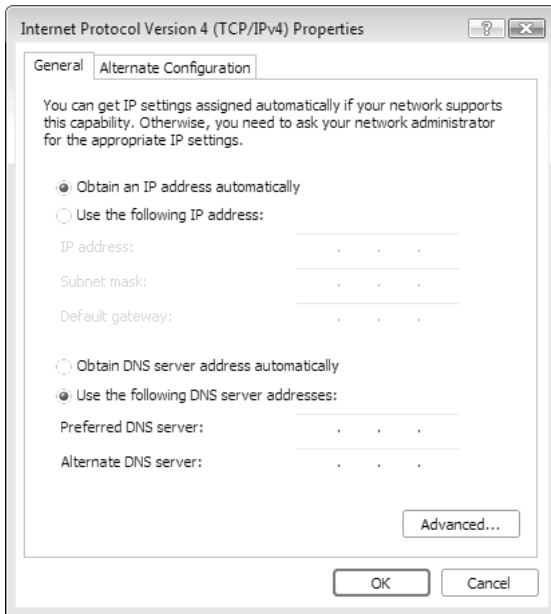 Internet Protocol Version 4 (TCP/IPv4) Properties
General
Alternate Configuration
You can get IP settings assigned automatically if your network supports
this capability. Otherwise, you need to ask your network administrator
for the appropriate IP settings.
Obtain an IP address automatically
Use the following IP address:
IP address:
Subnet mask:
Default gateway:
Obtain DNS server address automatically
Use the following DNS server addresses:
Preferred DNS server:
Alternate DNS server:
Advanced...
OK
Cancel